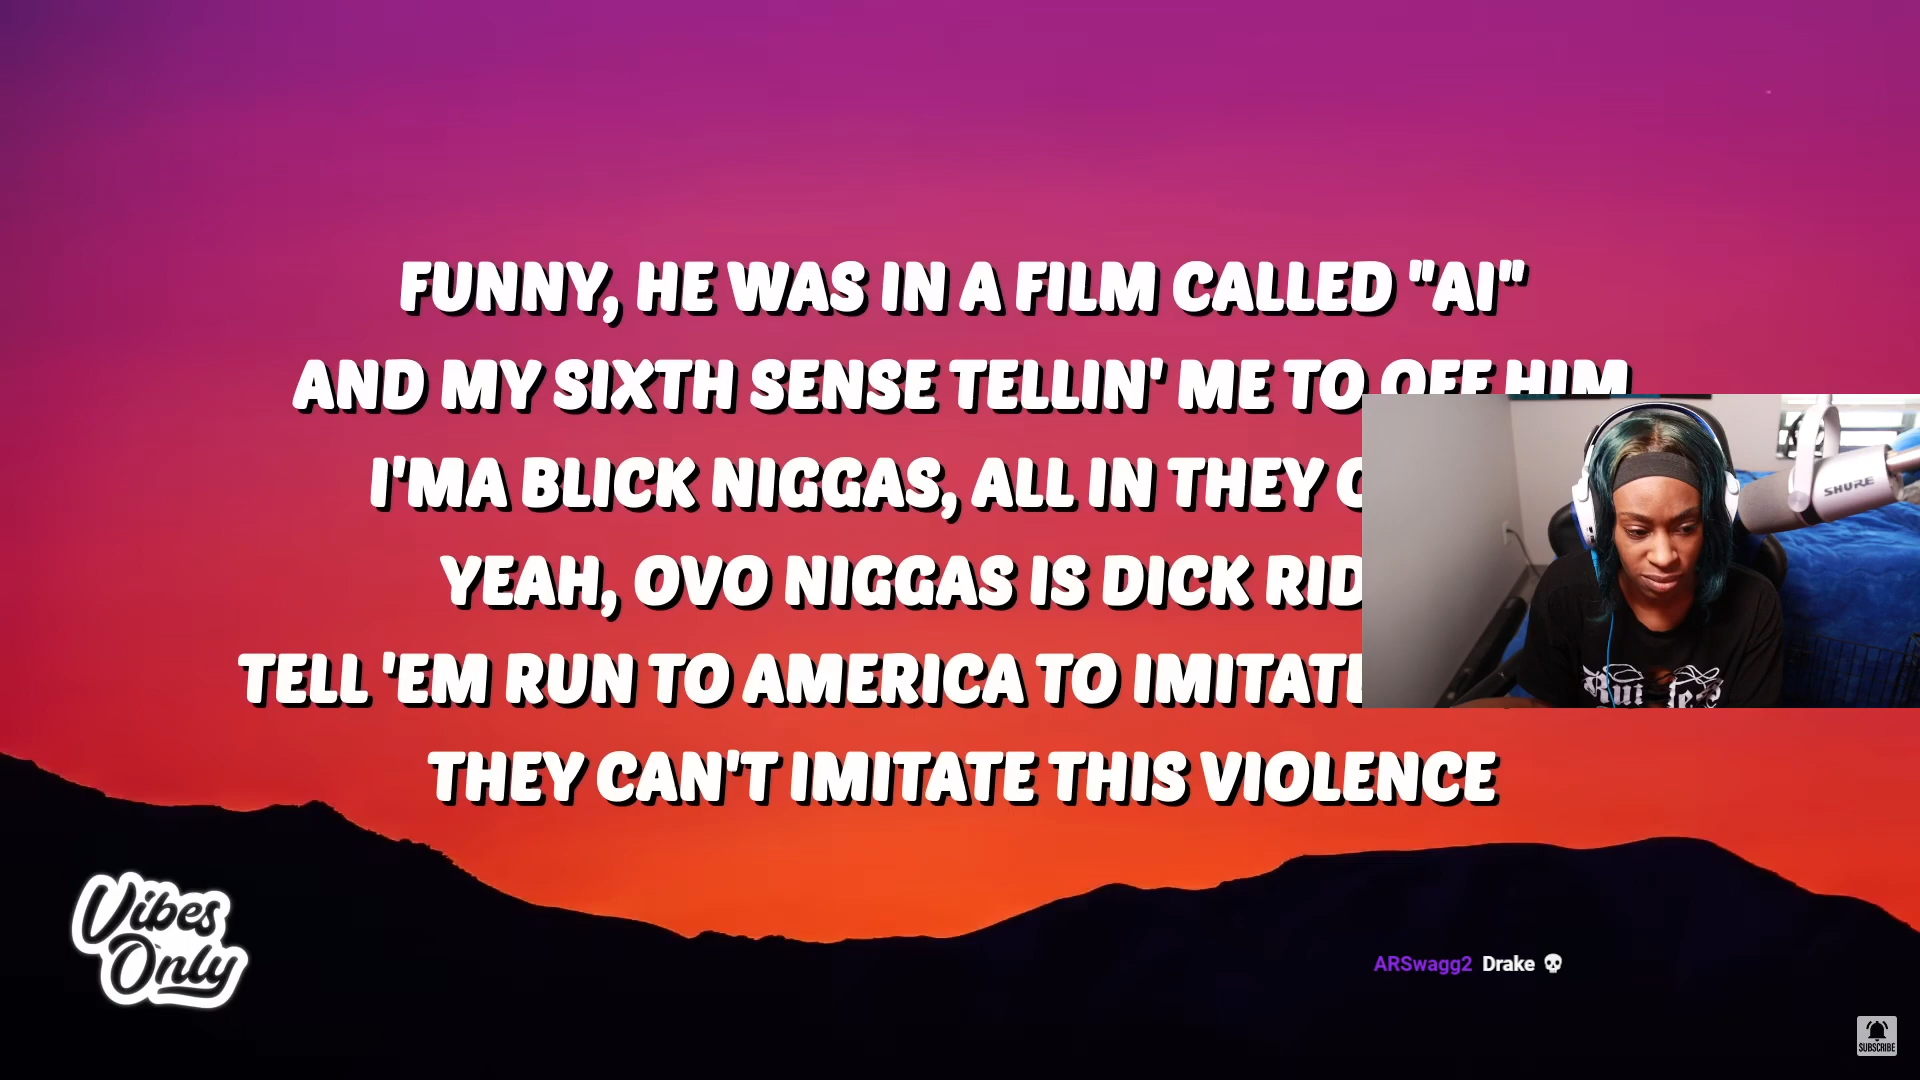 FUNNY, HE WAS IN A FILM CALLED "AI"
AND MY SIXTH SENSE TELLIN' ME TO OFF HIM
I'MA BLICK NIGGAS, ALL IN THEY
YEAH, OVO NIGGAS IS DICK
TELL 'EM RUN TO AMERICA TO
THEY CAN'T IMITATE THIS VIOLENCE
SHURE
Vibes
Only
ARSwagg2 Drake
SUBSCRIBE